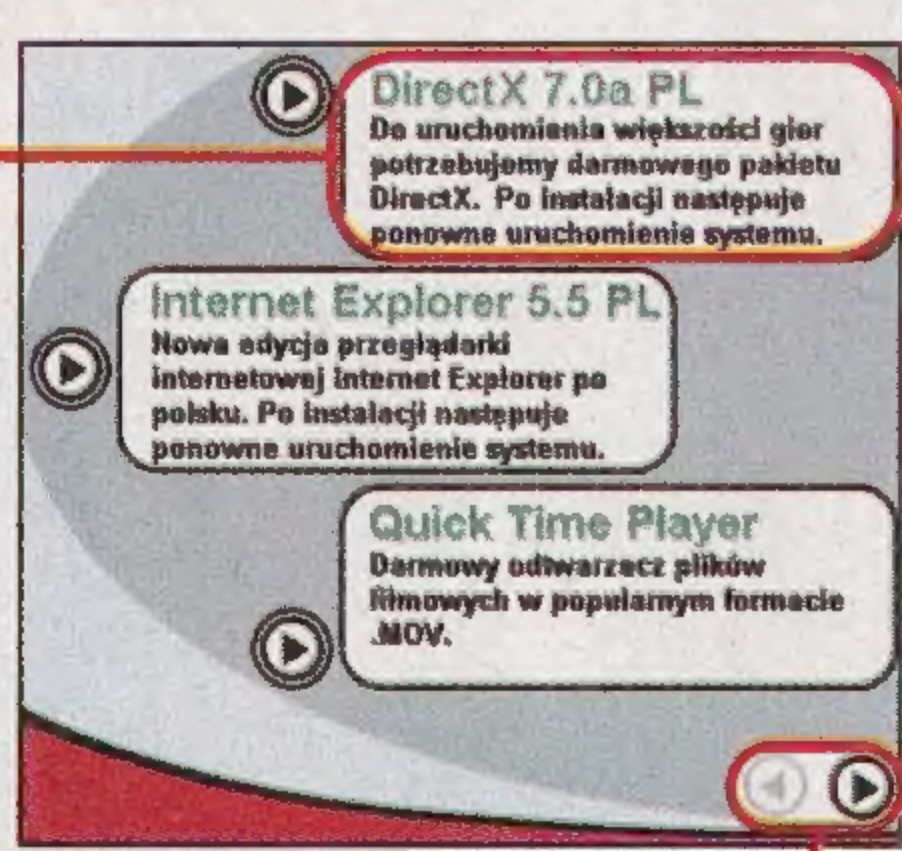 DirectX 7.0a PL
Do uruchomienia większości gier
potrzebujemy darmowego pakietu
DirectX. Po instalacji następuje
ponowne uruchomienie systemu.
Internet Explorer 5.5 PL
Nowa edycja przeglądarki
internetowej Internet Explorer po
polsku. Po instalacji następuje
ponowne uruchomienie systemu.
Quick Time Player
Darmowy odtwarzacz plików
filmowych w popularnym formacie
.MOV.